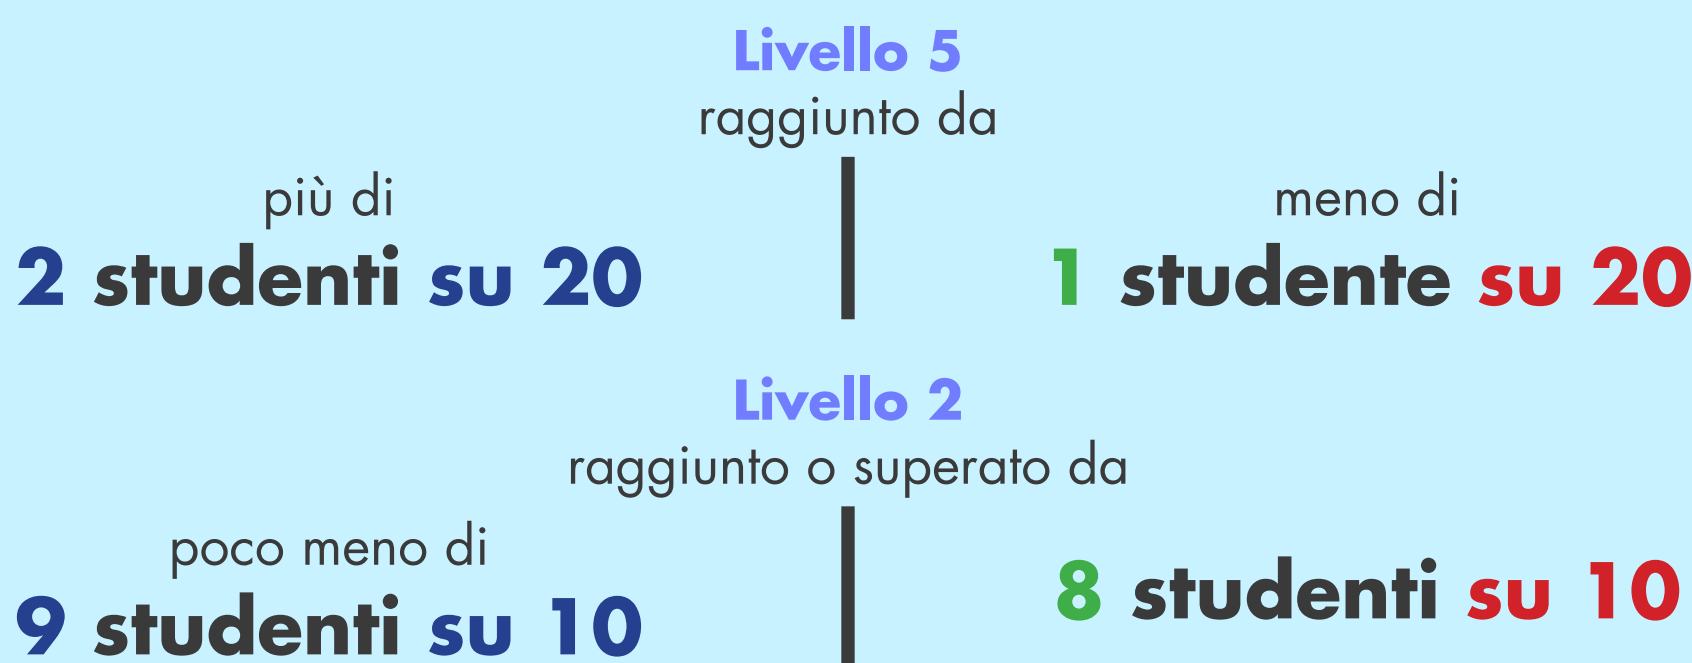 Livello 5
raggiunto da
più di
2 studenti su 20
meno di
1 studente su 20
Livello 2
raggiunto o superato da
poco meno di
9 studenti su 10
8 studenti su 10